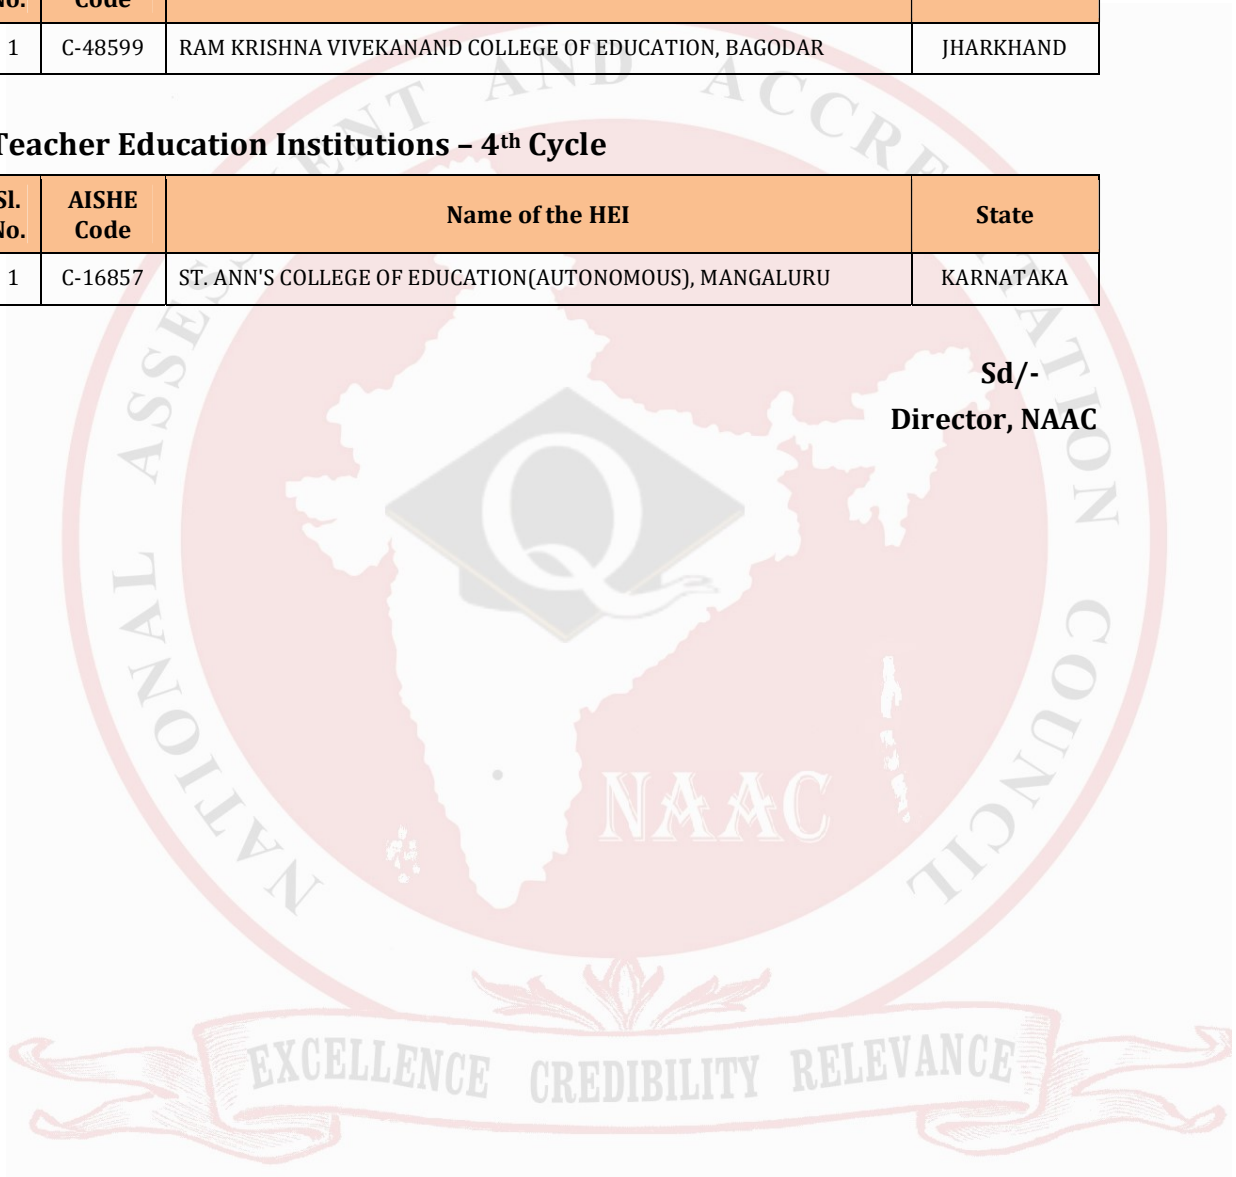 No. Code
1 C-48599 RAM KRISHNA VIVEKANAND COLLEGE OF EDUCATION, BAGODAR JHARKHAND
Teacher Education Institutions – 4th Cycle
Sl. No. AISHE Code Name of the HEI State
1 C-16857 ST. ANN'S COLLEGE OF EDUCATION(AUTONOMOUS), MANGALURU KARNATAKA
Sd/-
Director, NAAC
NATIONAL ASSESSMENT AND ACCREDITATION COUNCIL
NAAC
EXCELLENCE CREDIBILITY RELEVANCE